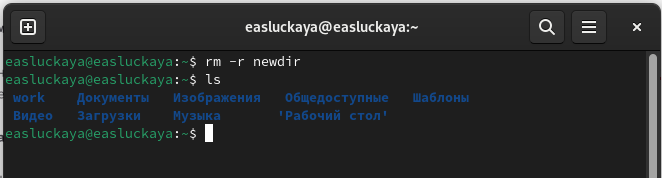 easluckaya@easluckaya:~
easluckaya@easluckaya:~$ rm -r newdir
easluckaya@easluckaya:~$ ls
work Документы Изображения Общедоступные Шаблоны
Видео Загрузки Музыка 'Рабочий стол'
easluckaya@easluckaya:~$